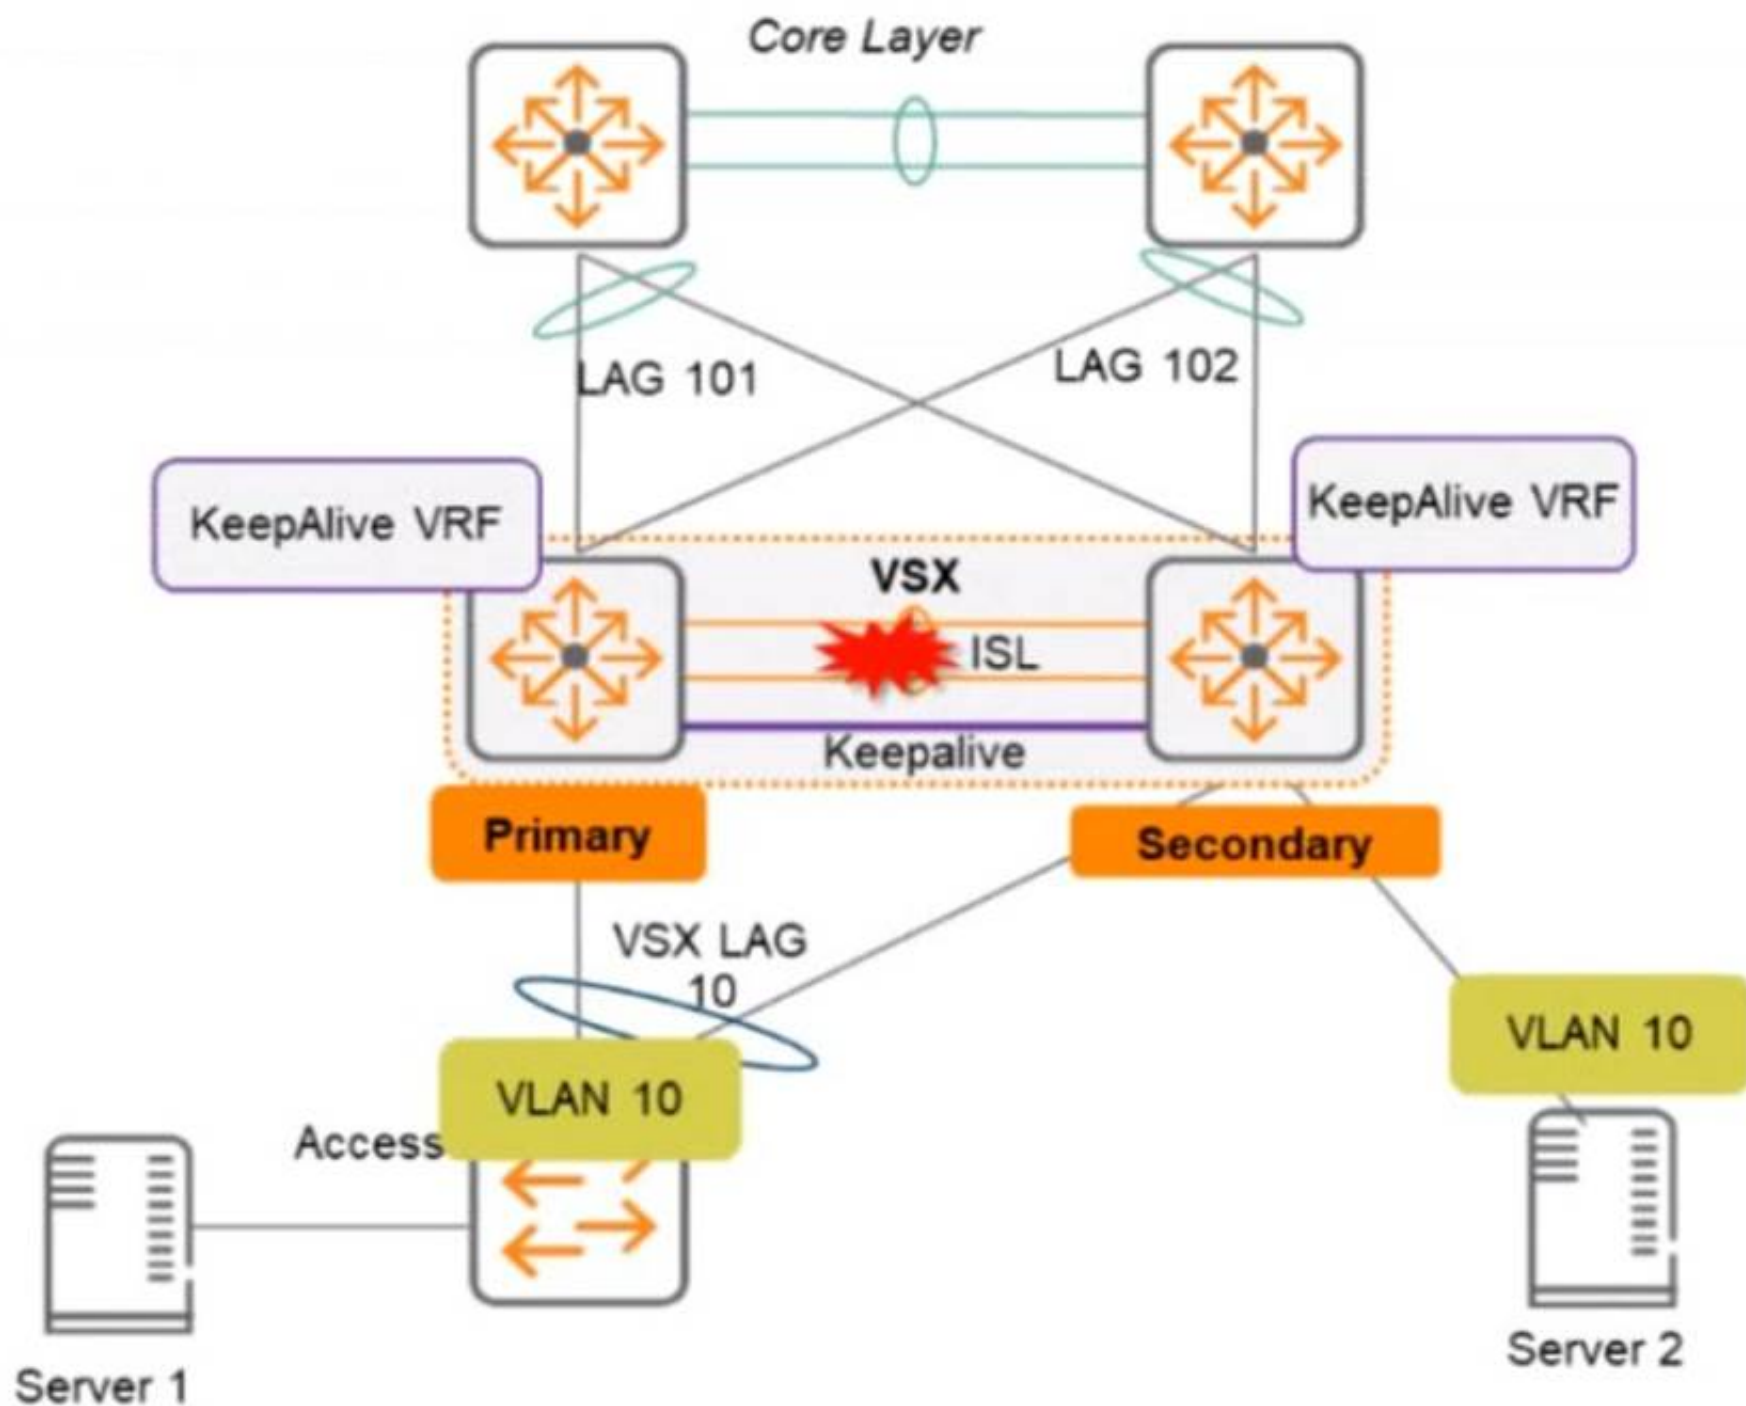 Core Layer
LAG 101
LAG 102
KeepAlive VRF
KeepAlive VRF
VSX
ISL
Keepalive
Primary
Secondary
VSX LAG
10
VLAN 10
VLAN 10
Access
Server 1
Server 2